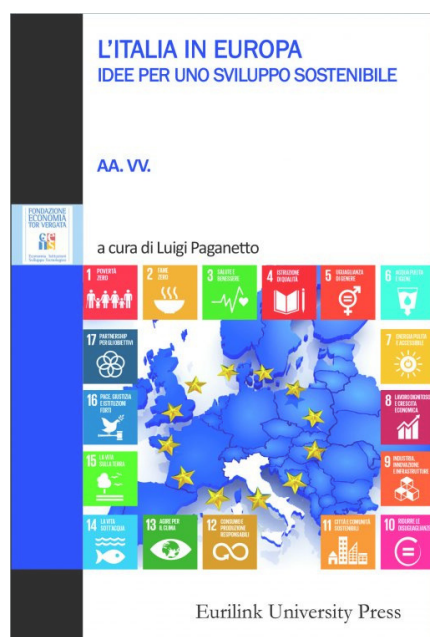 L'ITALIA IN EUROPA
IDEE PER UNO SVILUPPO SOSTENIBILE
AA. VV.
FONDAZIONE
ECONOMIA
TOR VERGATA
a cura di Luigi Paganetto
1 POVERTÀ
ZERO
2 FAME
ZERO
3 SALUTE E
BENESSERE
4 ISTRUZIONE
DI QUALITÀ
5 UGUAGLIANZA
DI GENERE
6 ACQUA PULITA
E IGIENE
17 PARTNERSHIP
PER GLI OBIETTIVI
7 ENERGIA PULITA
E ACCESSIBILE
16 PACE, GIUSTIZIA
E ISTITUZIONI
FORTI
8 LAVORO DIGNITOSO
E CRESCITA
ECONOMICA
15 LA VITA
SULLA TERRA
9 INDUSTRIA,
INNOVAZIONE
E INFRASTRUTTURE
14 LA VITA
SOTT'ACQUA
13 AGIRE PER
IL CLIMA
12 CONSUMO E
PRODUZIONE
RESPONSABILI
11 CITTÀ E COMUNITÀ
SOSTENIBILI
10 RIDURRE LE
DISUGUAGLIANZE
Eurilink University Press